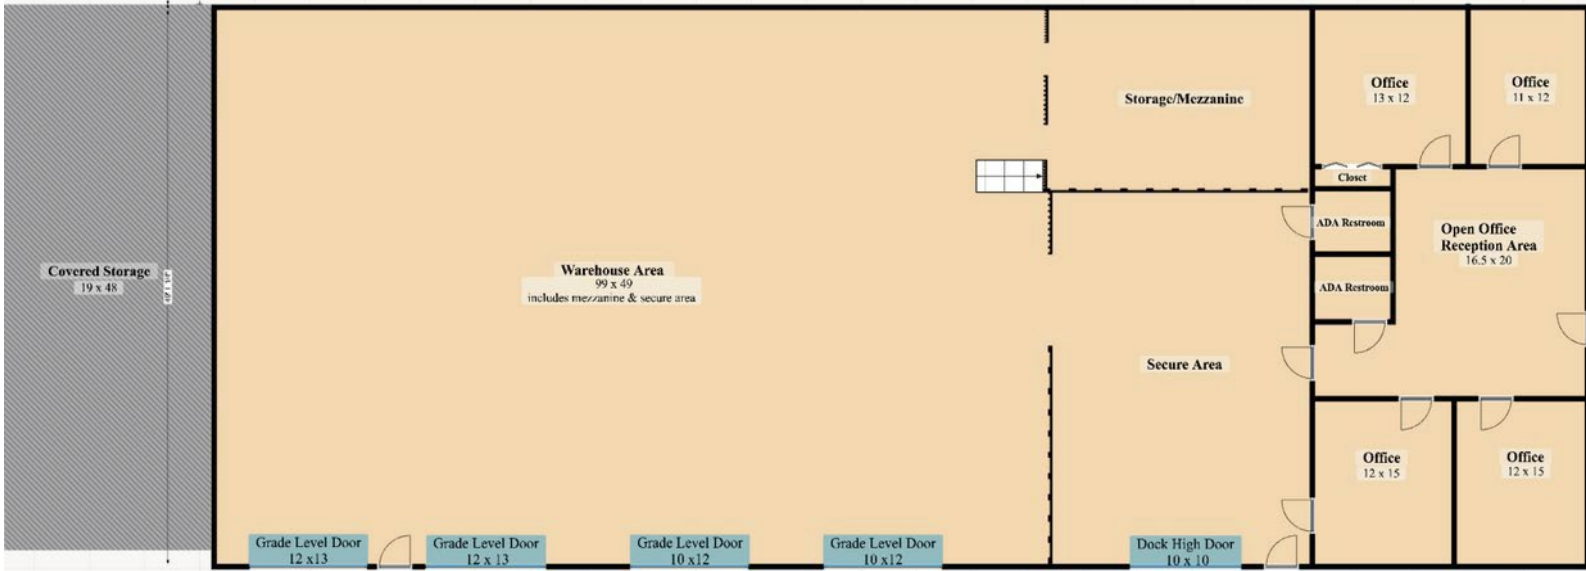 Storage/Mezzanine
Office
13 x 12
Office
11 x 12
Closet
ADA Restroom
Open Office
Reception Area
16.5 x 20
Covered Storage
19 x 48
Warehouse Area
99 x 49
includes mezzanine & secure area
ADA Restroom
Secure Area
Office
12 x 15
Office
12 x 15
Grade Level Door
12 x13
Grade Level Door
12 x 13
Grade Level Door
10 x12
Grade Level Door
10 x12
Dock High Door
10 x 10